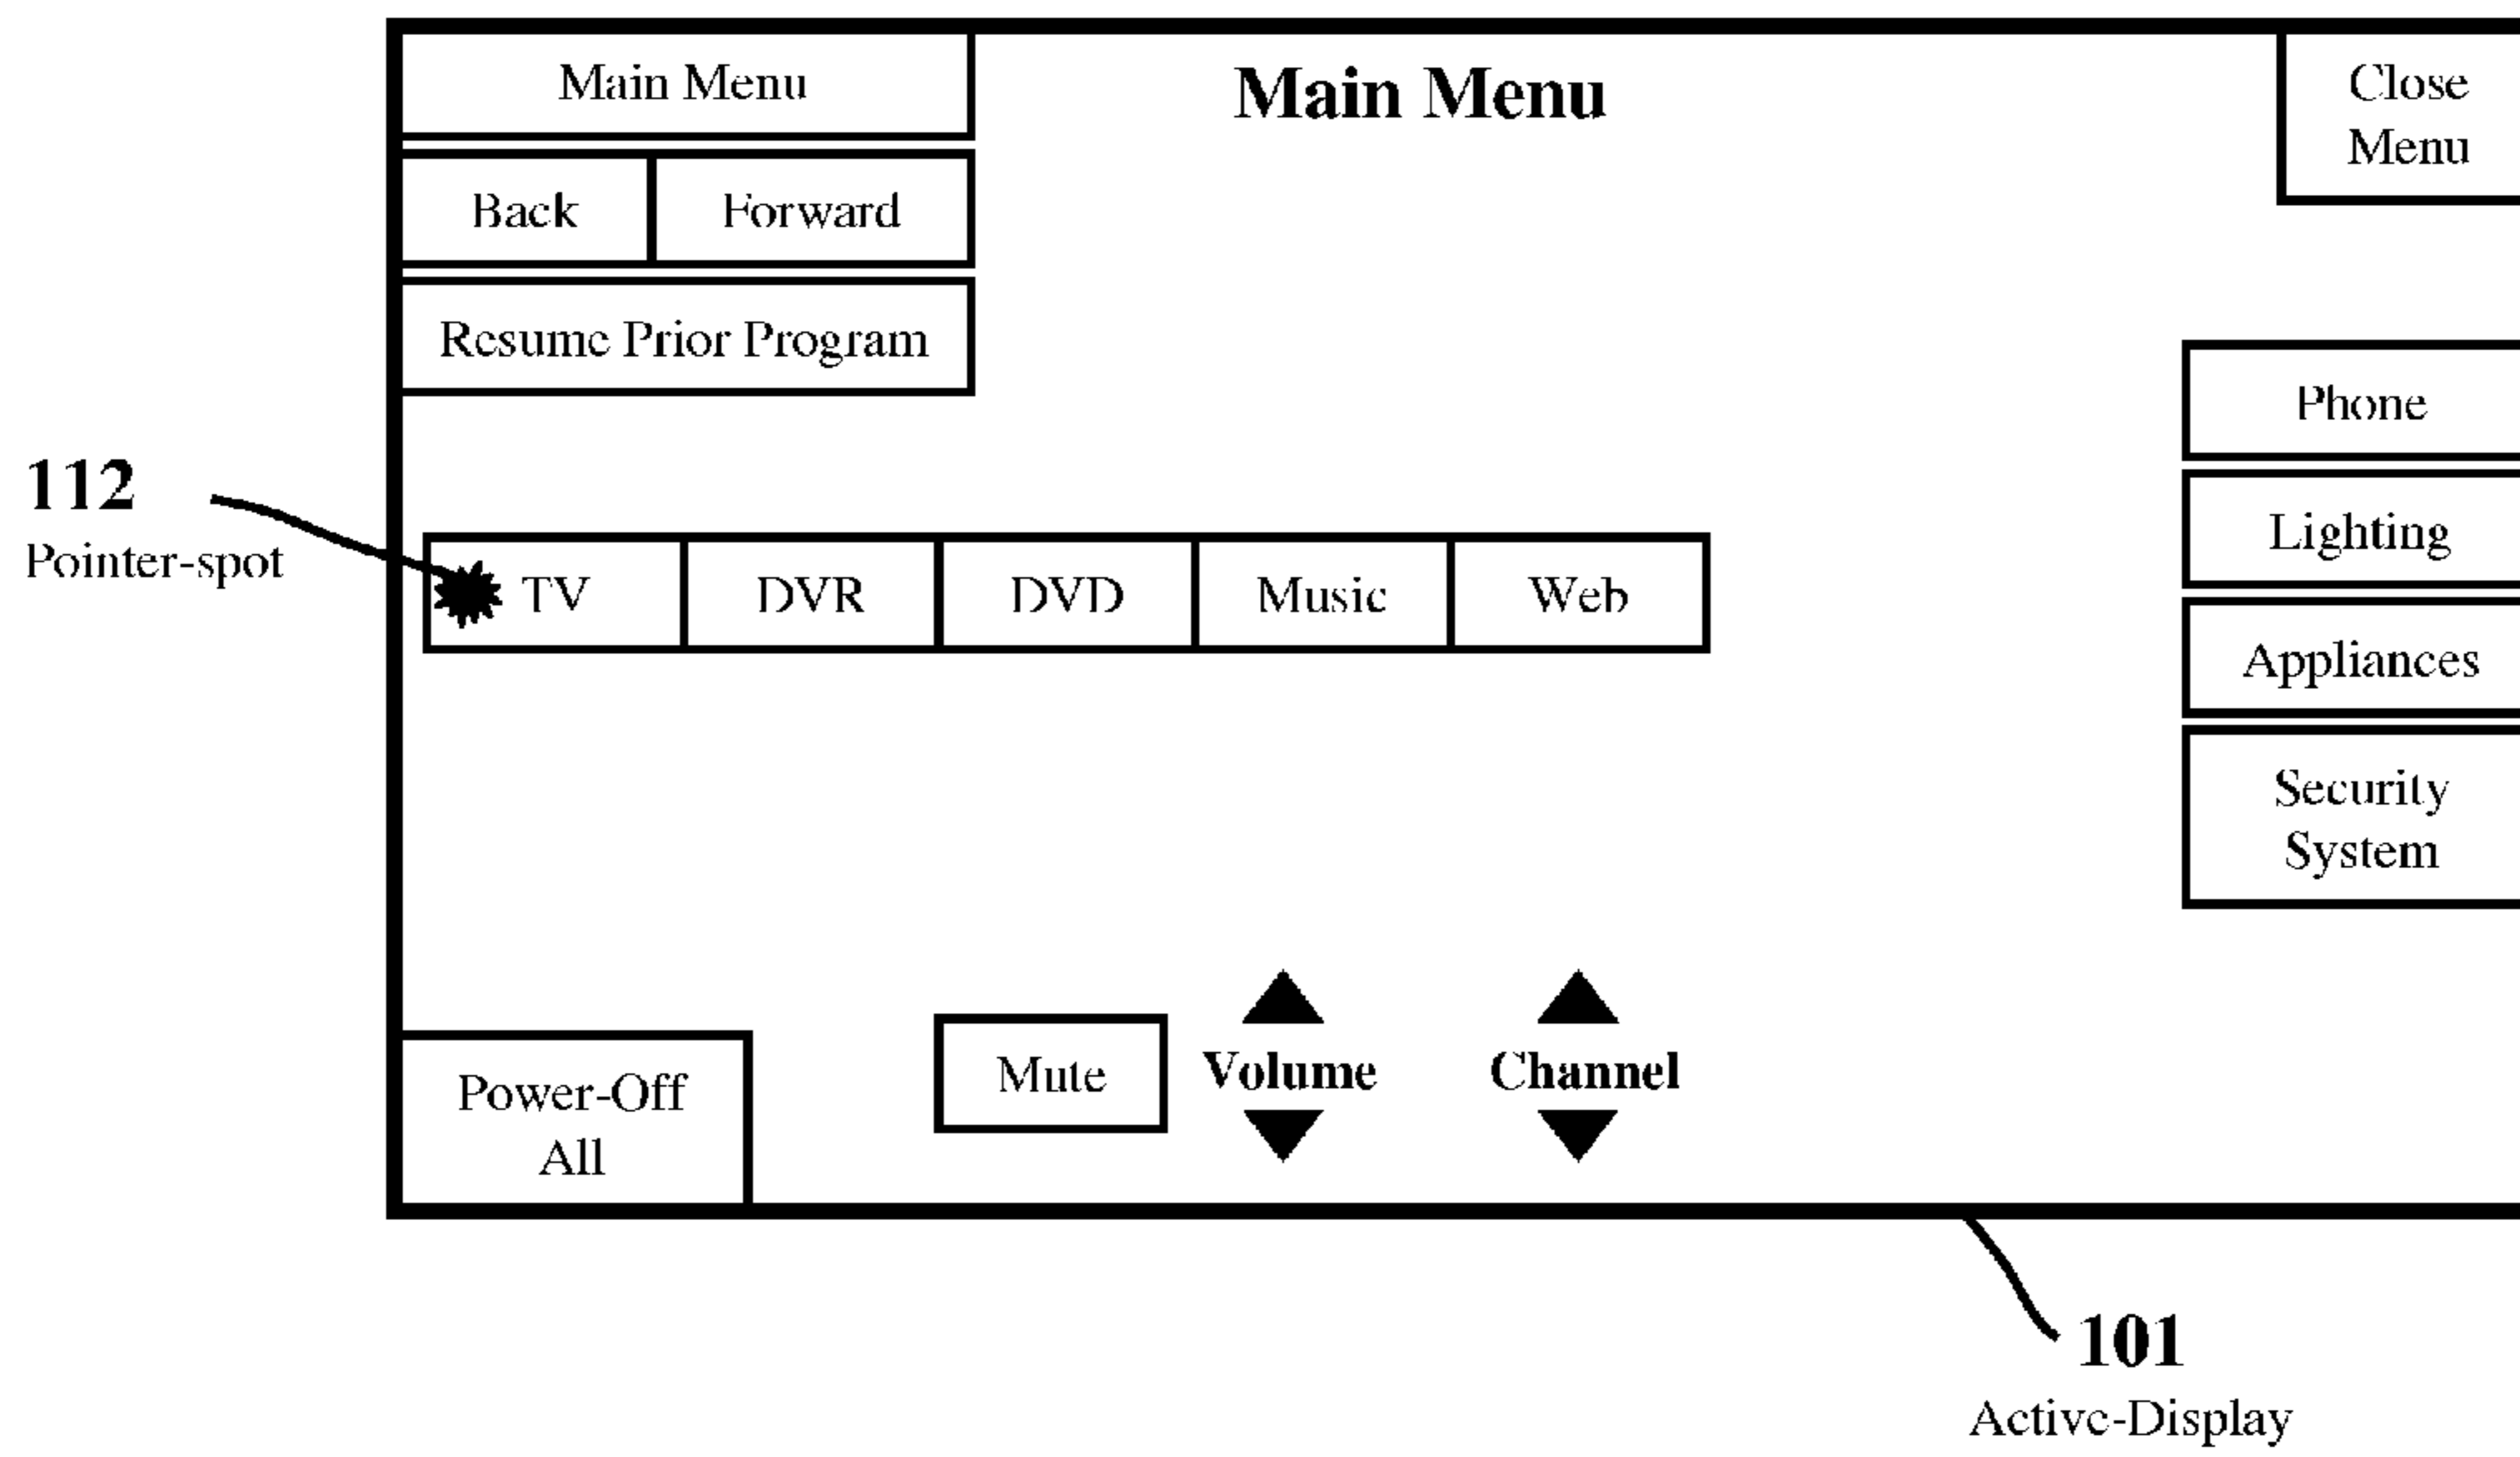 Main Menu
Main Menu
Close
Menu
Back
Forward
Resume Prior Program
Phone
112
Pointer-spot
Lighting
TV
DVR
DVD
Music
Web
Appliances
Security
System
Power-Off
All
Mute
Volume
Channel
101
Active-Display